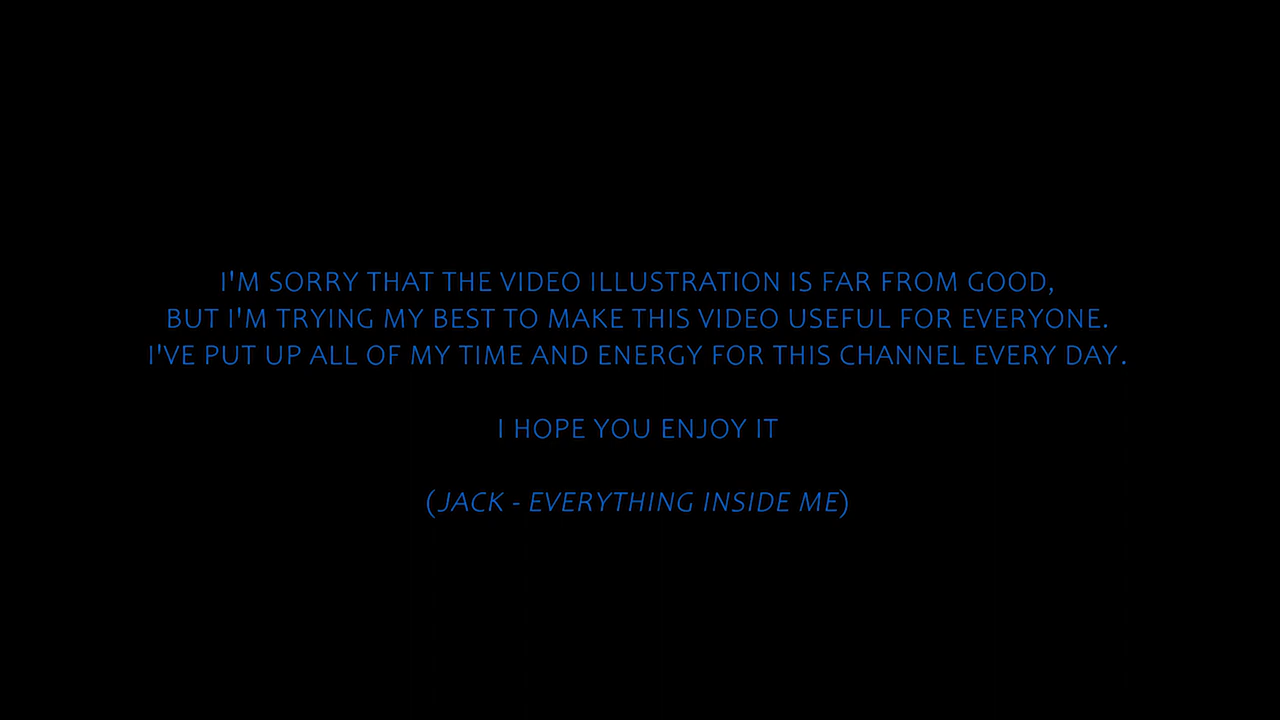 I'M SORRY THAT THE VIDEO ILLUSTRATION IS FAR FROM GOOD,
BUT I'M TRYING MY BEST TO MAKE THIS VIDEO USEFUL FOR EVERYONE.
I'VE PUT UP ALL OF MY TIME AND ENERGY FOR THIS CHANNEL EVERY DAY.
I HOPE YOU ENJOY IT
(JACK - EVERYTHING INSIDE ME)